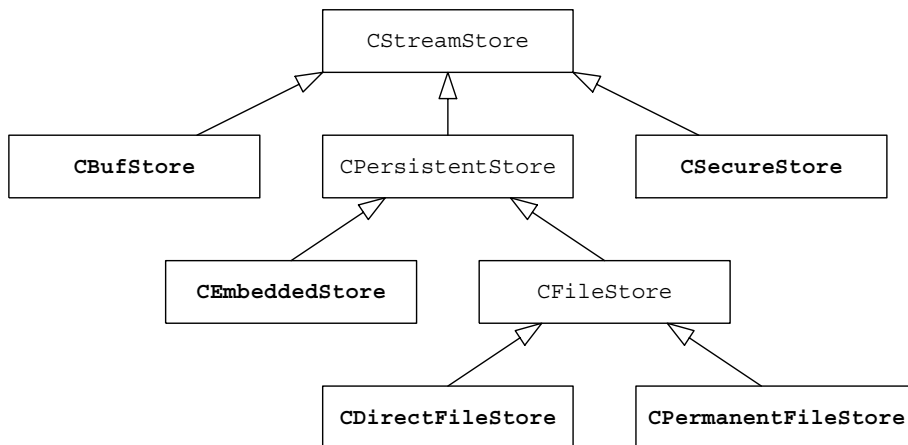 CStreamStore
CBufStore
CPersistentStore
CSecureStore
CEmbeddedStore
CFileStore
CDirectFileStore
CPermanentFileStore